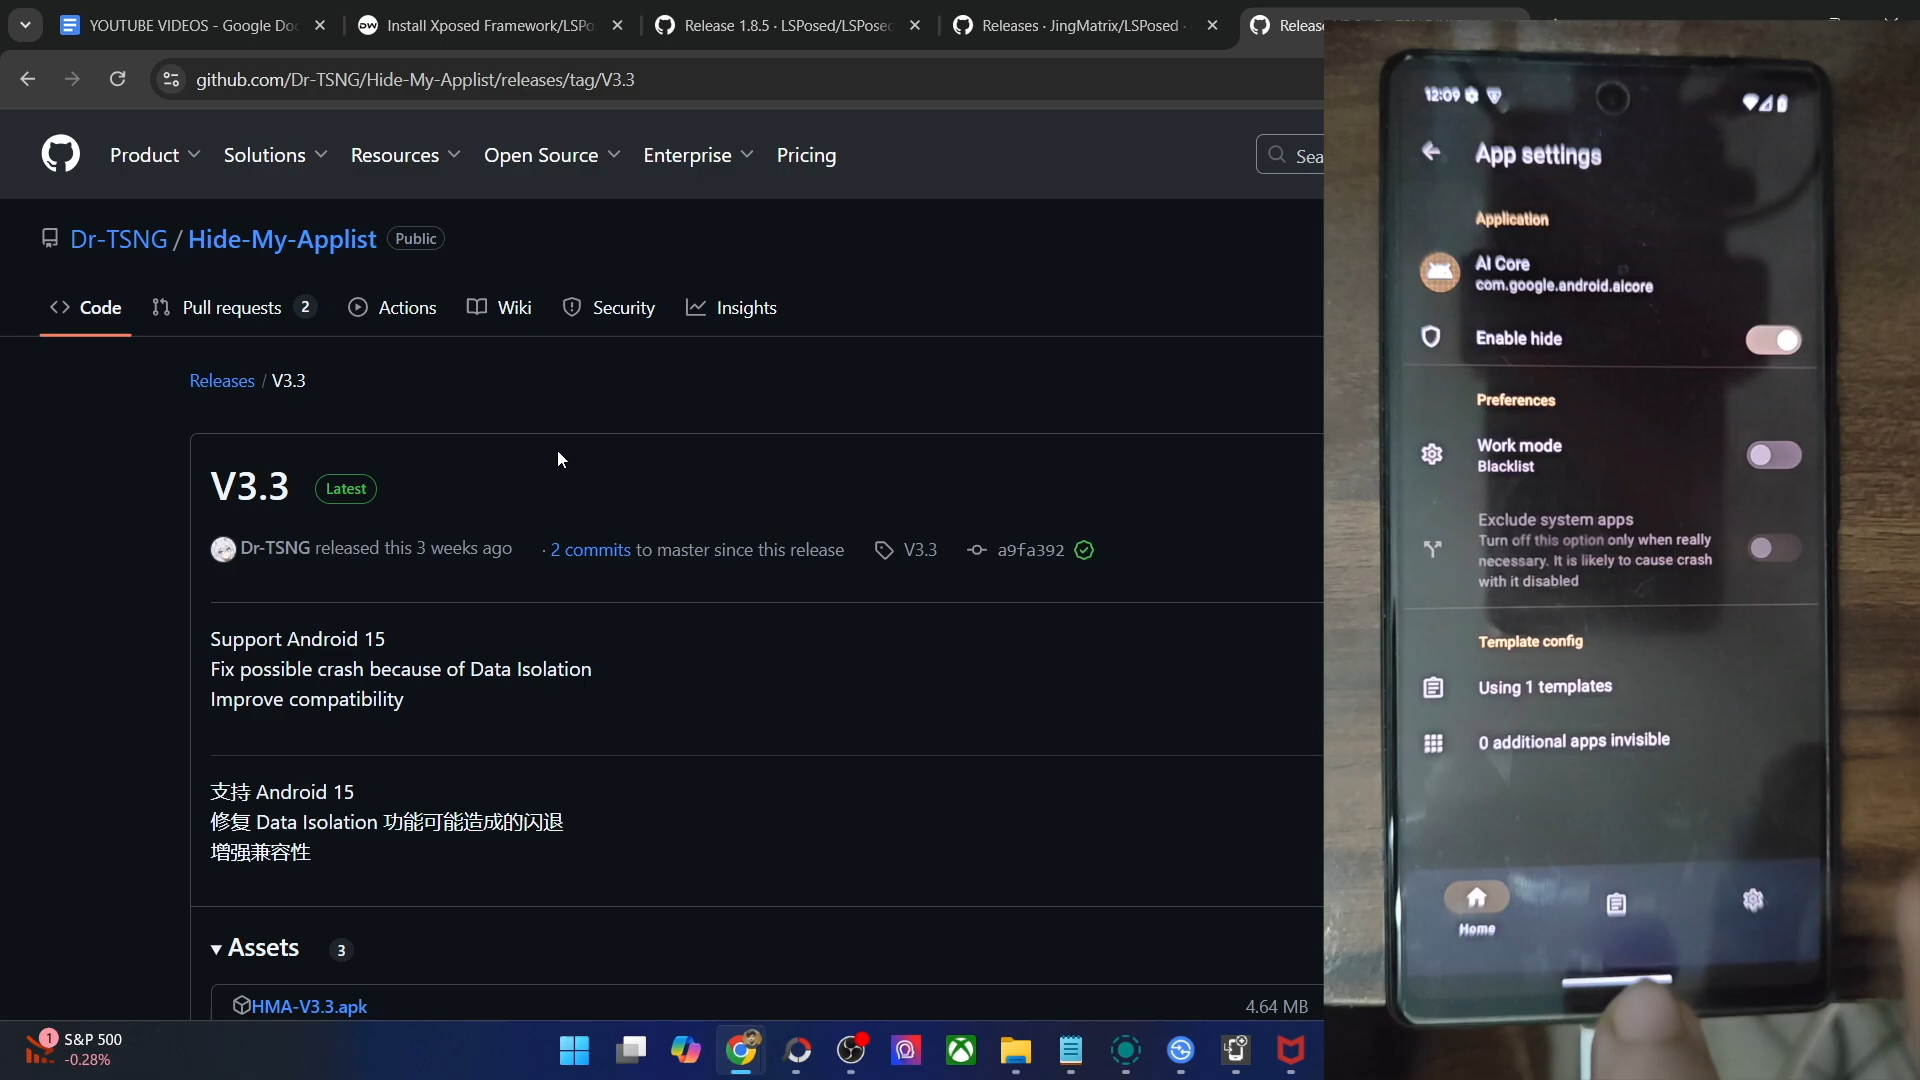 YOUTUBE VIDEOS - Google Do
Install Xposed Framework/LSPo
Release 1.8.5 · LSPosed/LSPosed
Releases · JingMatrix/LSPosed
Release
github.com/Dr-TSNG/Hide-My-Applist/releases/tag/V3.3
Product
Solutions
Resources
Open Source
Enterprise
Pricing
Sea
Dr-TSNG / Hide-My-Applist
Public
Code
Pull requests 2
Actions
Wiki
Security
Insights
Releases / V3.3
V3.3
Latest
Dr-TSNG released this 3 weeks ago
· 2 commits to master since this release
V3.3
a9fa392
Support Android 15
Fix possible crash because of Data Isolation
Improve compatibility
支持 Android 15
修复 Data Isolation 功能可能造成的闪退
增强兼容性
Assets 3
HMA-V3.3.apk
4.64 MB
1
S&P 500
-0.28%
12:09
App settings
Application
AI Core
com.google.android.aicore
Enable hide
Preferences
Work mode
Blacklist
Exclude system apps
Turn off this option only when really
necessary. It is likely to cause crash
with it disabled
Template config
Using 1 templates
0 additional apps invisible
Home